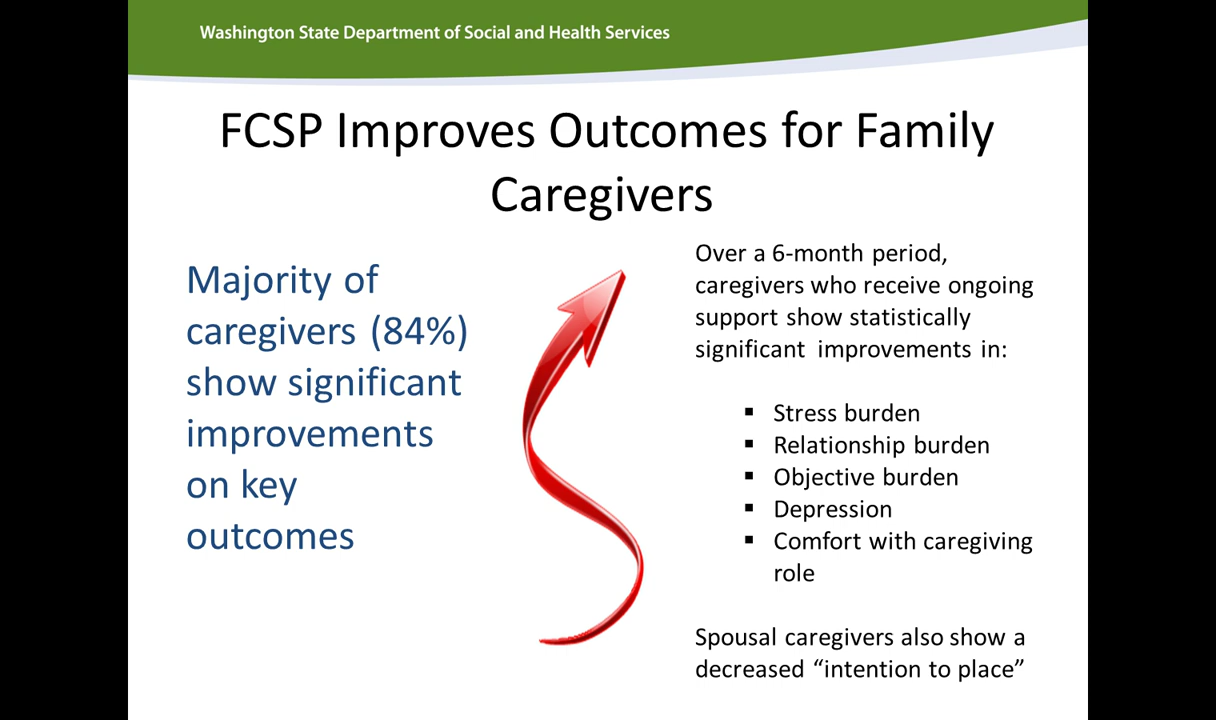 Washington State Department of Social and Health Services
FCSP Improves Outcomes for Family
Caregivers
Majority of
caregivers (84%)
show significant
improvements
on key
outcomes
Over a 6-month period,
caregivers who receive ongoing
support show statistically
significant improvements in:
▪ Stress burden
▪ Relationship burden
▪ Objective burden
▪ Depression
▪ Comfort with caregiving
role
Spousal caregivers also show a
decreased “intention to place”